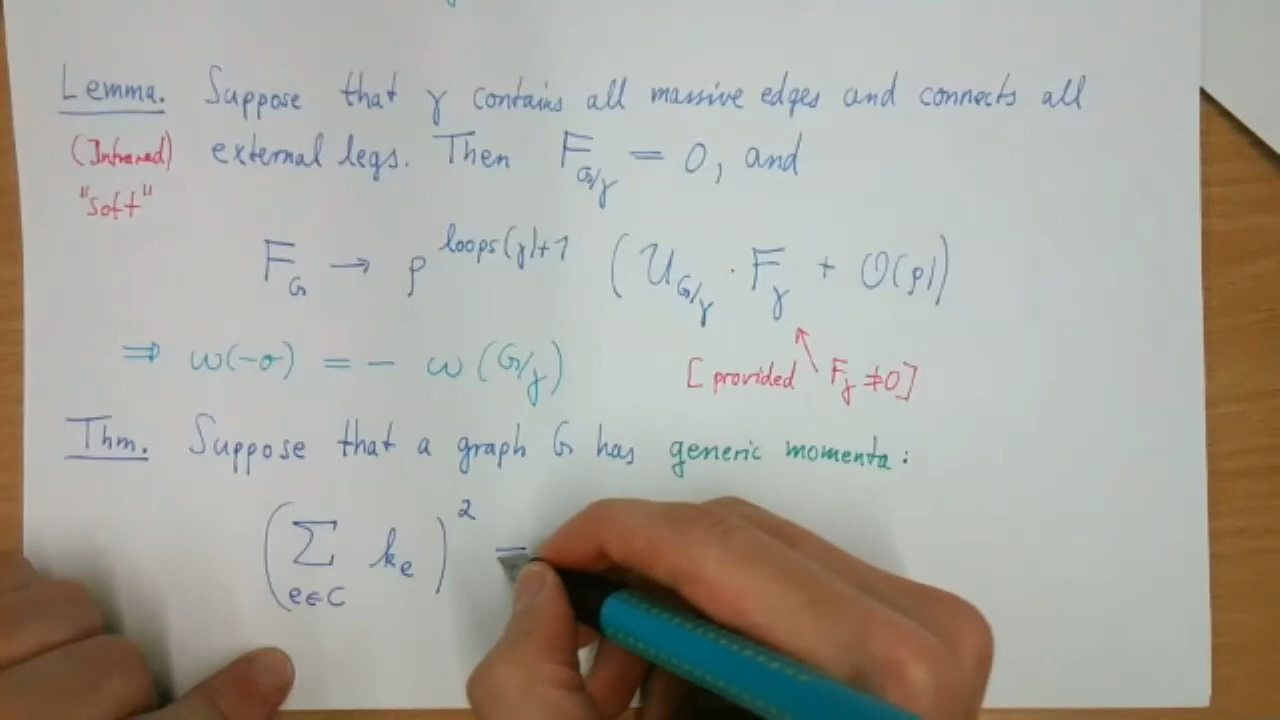 Lemma. Suppose that γ contains all massive edges and connects all
(Infrared) external legs. Then F_{G/γ} = 0, and
"soft"
F_G → ρ^{loops(γ)+1} (U_{G/γ} · F_γ + O(ρ))
⇒ ω(-σ) = - ω(G/γ) [provided F_γ ≠ 0]
Thm. Suppose that a graph G has generic momenta:
(∑_{e∈C} k_e)^2